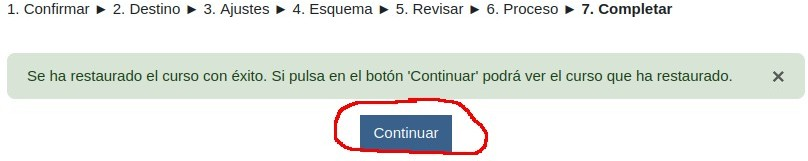 1. Confirmar ► 2. Destino ► 3. Ajustes ► 4. Esquema ► 5. Revisar ► 6. Proceso ► 7. Completar
Se ha restaurado el curso con éxito. Si pulsa en el botón 'Continuar' podrá ver el curso que ha restaurado. ×
Continuar